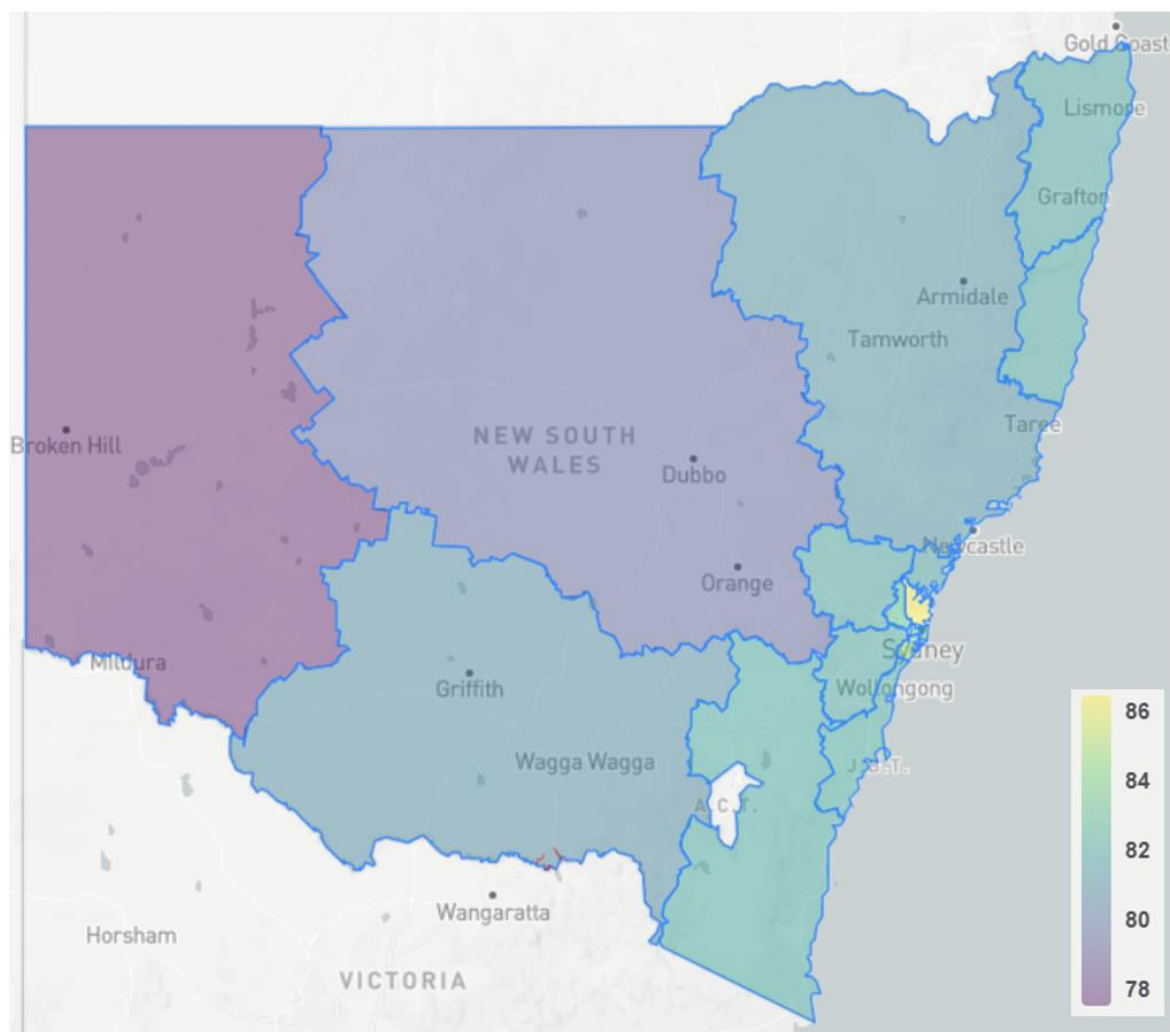 Gold Coast
Lismore
Grafton
Armidale
Tamworth
Taree
Broken Hill
NEW SOUTH
WALES
Dubbo
Newcastle
Orange
Sydney
Mildura
Griffith
Wollongong
Wagga Wagga
J.B.T.
A.C.T.
Wangaratta
Horsham
VICTORIA
86
84
82
80
78